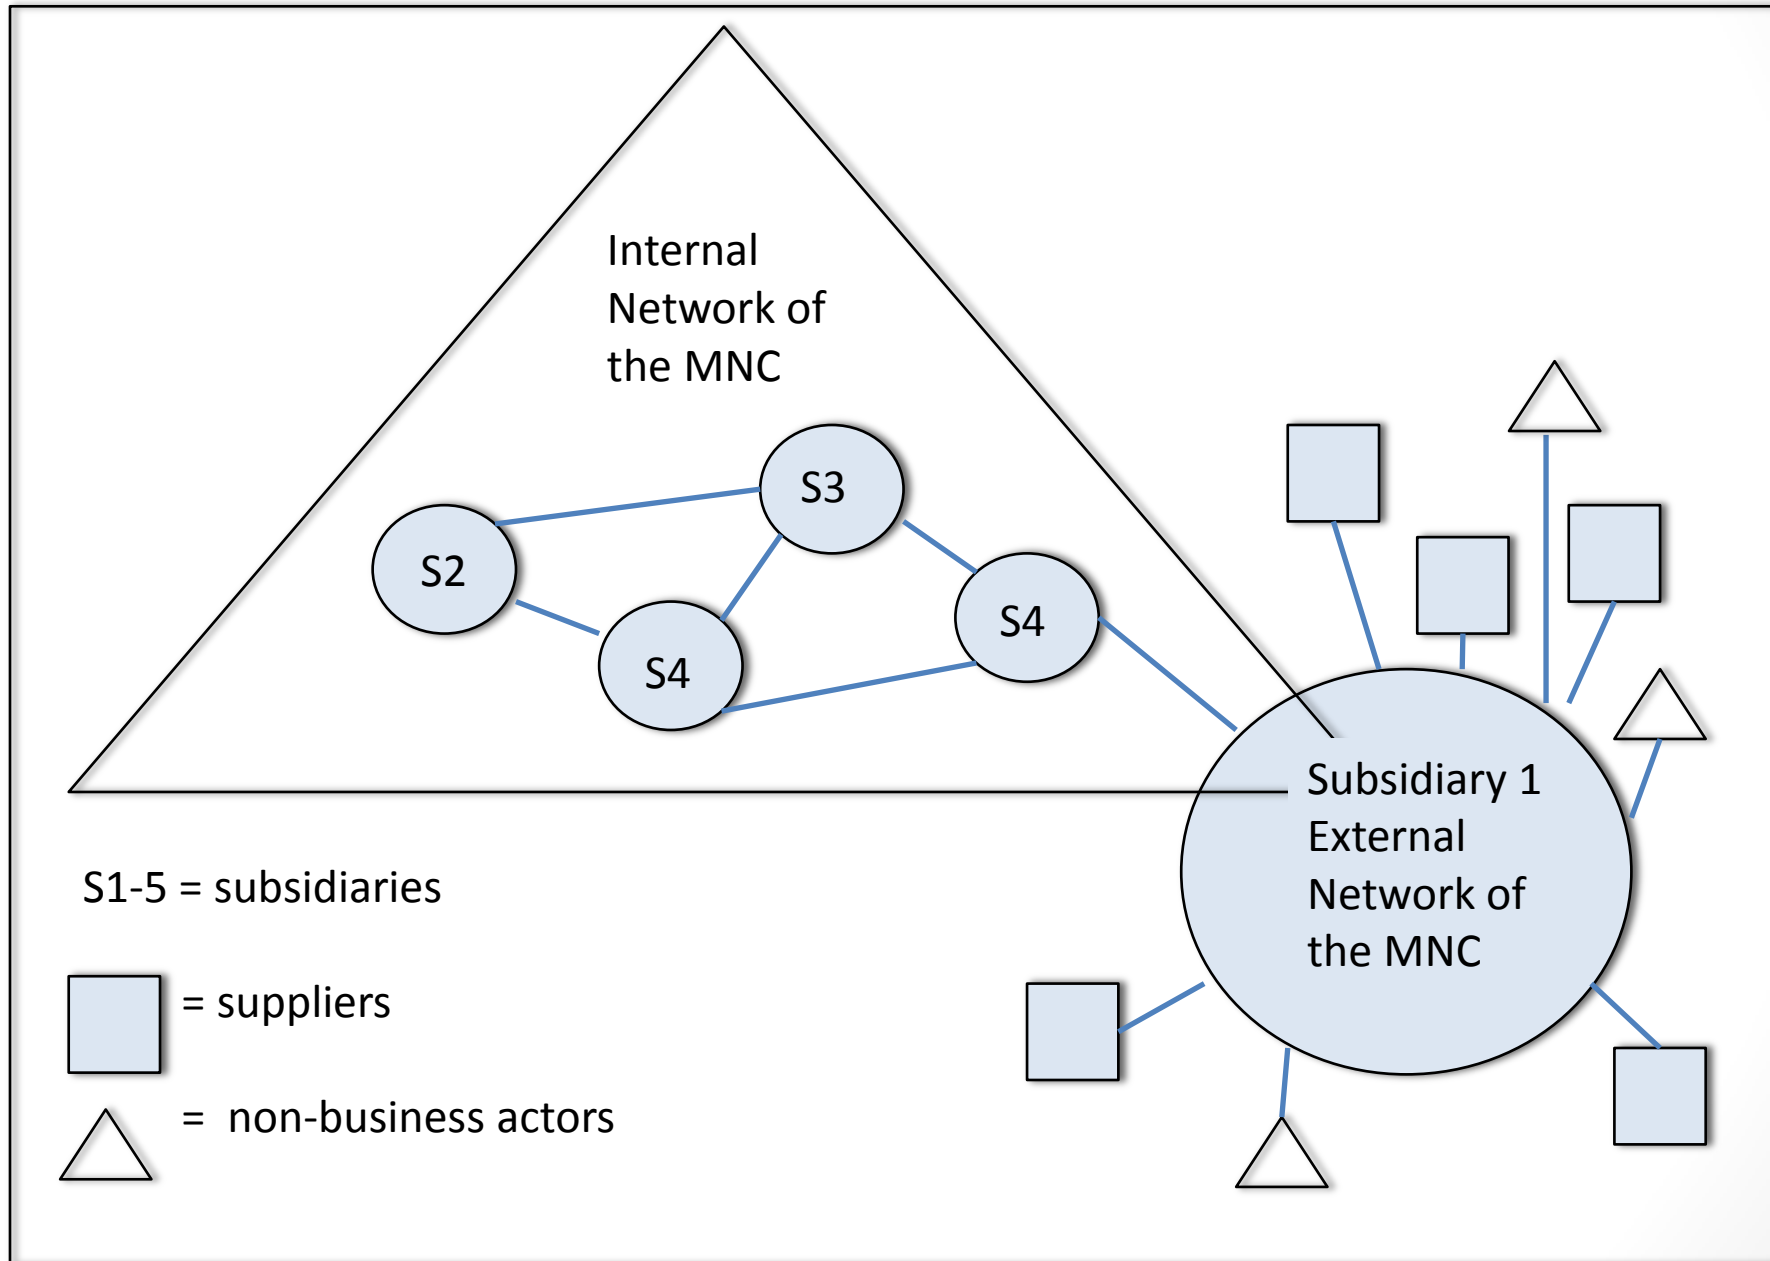 Internal
Network of
the MNC
S3
S2
S4
S4
Subsidiary 1
External
Network of
the MNC
S1-5 = subsidiaries
= suppliers
= non-business actors